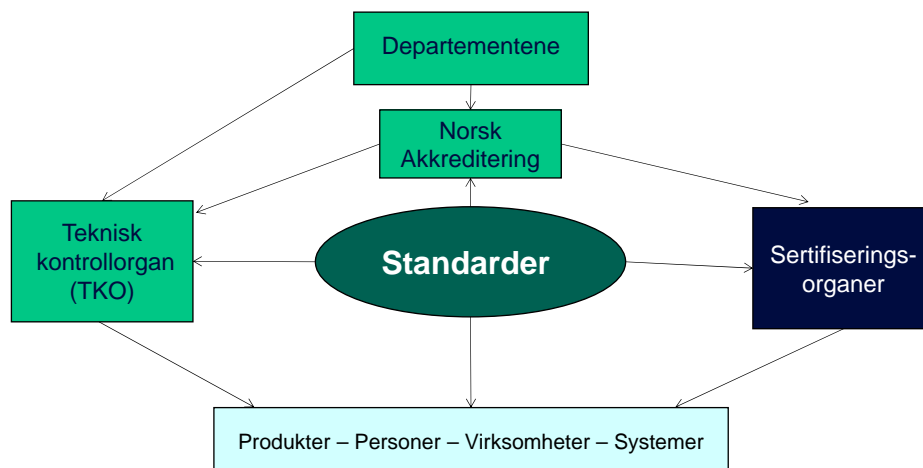 Departementene
Norsk
Akkreditering
Teknisk
kontrollorgan
(TKO)
Standarder
Sertifiserings-
organer
Produkter – Personer – Virksomheter – Systemer